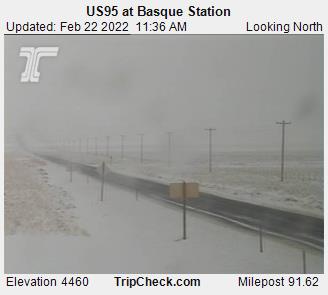 US95 at Basque Station
Updated: Feb 22 2022 11:36 AM Looking North
Elevation 4460 TripCheck.com Milepost 91.62